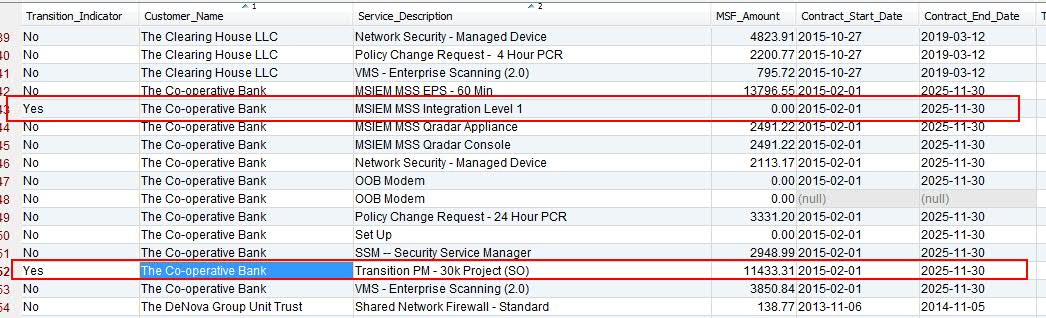 Transition_Indicator Customer_Name 1 Service_Description 2 MSF_Amount Contract_Start_Date Contract_End_Date T
39 No The Clearing House LLC Network Security - Managed Device 4823.91 2015-10-27 2019-03-12
40 No The Clearing House LLC Policy Change Request - 4 Hour PCR 2200.77 2015-10-27 2019-03-12
41 No The Clearing House LLC VMS - Enterprise Scanning (2.0) 795.72 2015-10-27 2019-03-12
42 No The Co-operative Bank MSIEM MSS EPS - 60 Min 13796.55 2015-02-01 2025-11-30
43 Yes The Co-operative Bank MSIEM MSS Integration Level 1 0.00 2015-02-01 2025-11-30
44 No The Co-operative Bank MSIEM MSS Qradar Appliance 2491.22 2015-02-01 2025-11-30
45 No The Co-operative Bank MSIEM MSS Qradar Console 2491.22 2015-02-01 2025-11-30
46 No The Co-operative Bank Network Security - Managed Device 2113.17 2015-02-01 2025-11-30
47 No The Co-operative Bank OOB Modem 0.00 2015-02-01 2025-11-30
48 No The Co-operative Bank OOB Modem 0.00 (null) (null)
49 No The Co-operative Bank Policy Change Request - 24 Hour PCR 3331.20 2015-02-01 2025-11-30
50 No The Co-operative Bank Set Up 0.00 2015-02-01 2025-11-30
51 No The Co-operative Bank SSM -- Security Service Manager 2948.99 2015-02-01 2025-11-30
52 Yes The Co-operative Bank Transition PM - 30k Project (SO) 11433.31 2015-02-01 2025-11-30
53 No The Co-operative Bank VMS - Enterprise Scanning (2.0) 3850.84 2015-02-01 2025-11-30
54 No The DeNova Group Unit Trust Shared Network Firewall - Standard 138.77 2013-11-06 2014-11-05